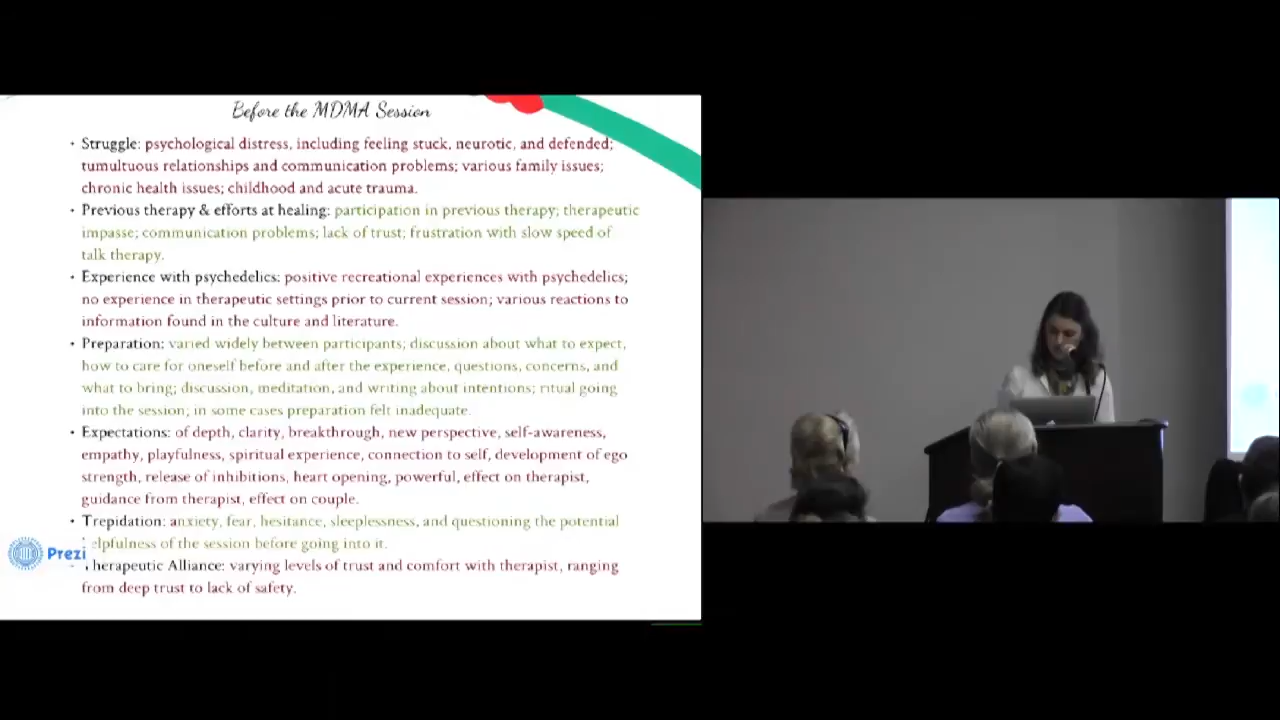 Before the MDMA Session
• Struggle: psychological distress, including feeling stuck, neurotic, and defended;
tumultuous relationships and communication problems; various family issues;
chronic health issues; childhood and acute trauma.
• Previous therapy & efforts at healing: participation in previous therapy; therapeutic
impasse; communication problems; lack of trust; frustration with slow speed of
talk therapy.
• Experience with psychedelics: positive recreational experiences with psychedelics;
no experience in therapeutic settings prior to current session; various reactions to
information found in the culture and literature.
• Preparation: varied widely between participants; discussion about what to expect,
how to care for oneself before and after the experience, questions, concerns, and
what to bring; discussion, meditation, and writing about intentions; ritual going
into the session; in some cases preparation felt inadequate.
• Expectations: of depth, clarity, breakthrough, new perspective, self-awareness,
empathy, playfulness, spiritual experience, connection to self, development of ego
strength, release of inhibitions, heart opening, powerful, effect on therapist,
guidance from therapist, effect on couple.
• Trepidation: anxiety, fear, hesitance, sleeplessness, and questioning the potential
elpfulness of the session before going into it.
Prezi
herapeutic Alliance: varying levels of trust and comfort with therapist, ranging
from deep trust to lack of safety.